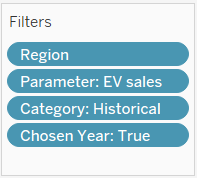 Filters
Region
Parameter: EV sales
Category: Historical
Chosen Year: True